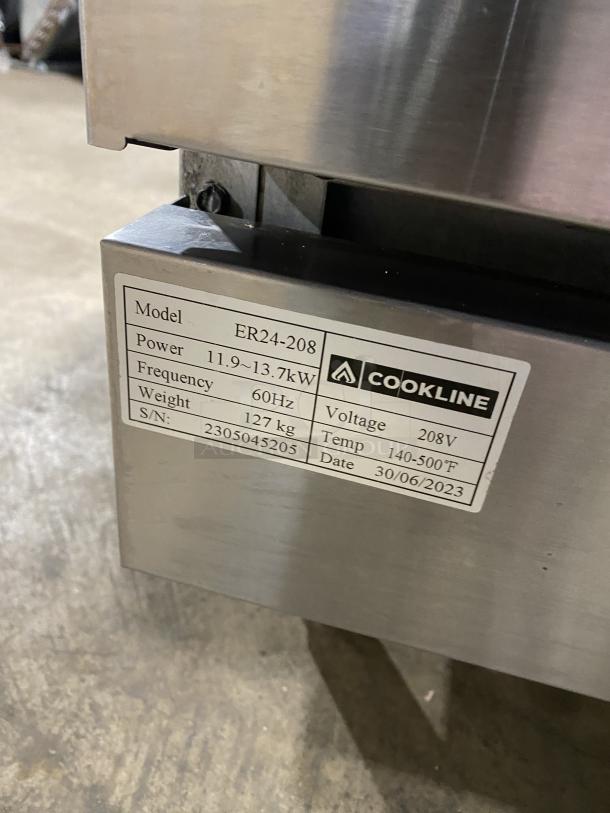 Model ER24-208
Power 11.9~13.7kW
Frequency 60Hz
Weight 127 kg
S/N: 2305045205
COOKLINE
Voltage 208V
Temp 140-500°F
Date 30/06/2023